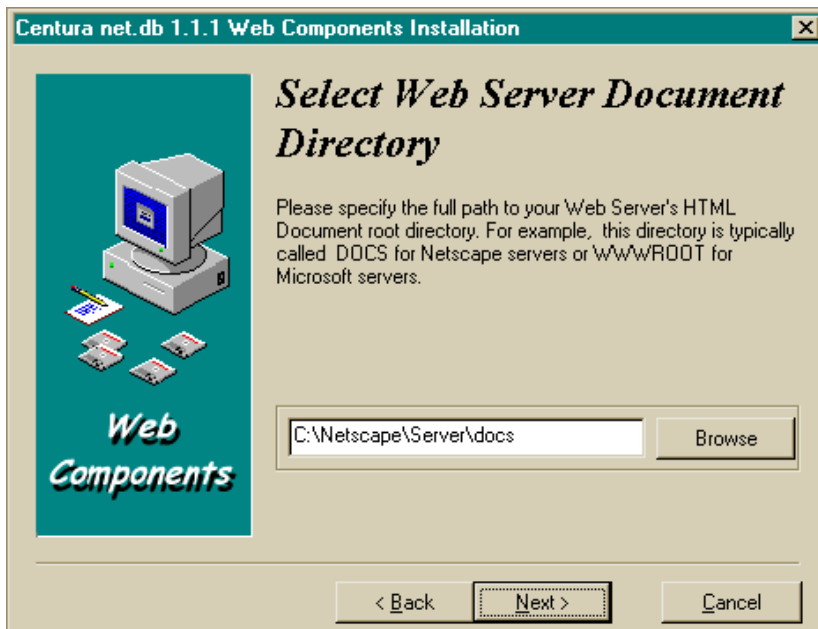 Centura net.db 1.1.1 Web Components Installation
Select Web Server Document
Directory
Please specify the full path to your Web Server's HTML
Document root directory. For example, this directory is typically
called DOCS for Netscape servers or WWWROOT for
Microsoft servers.
Web
Components
C:\Netscape\Server\docs
Browse
< Back
Next >
Cancel